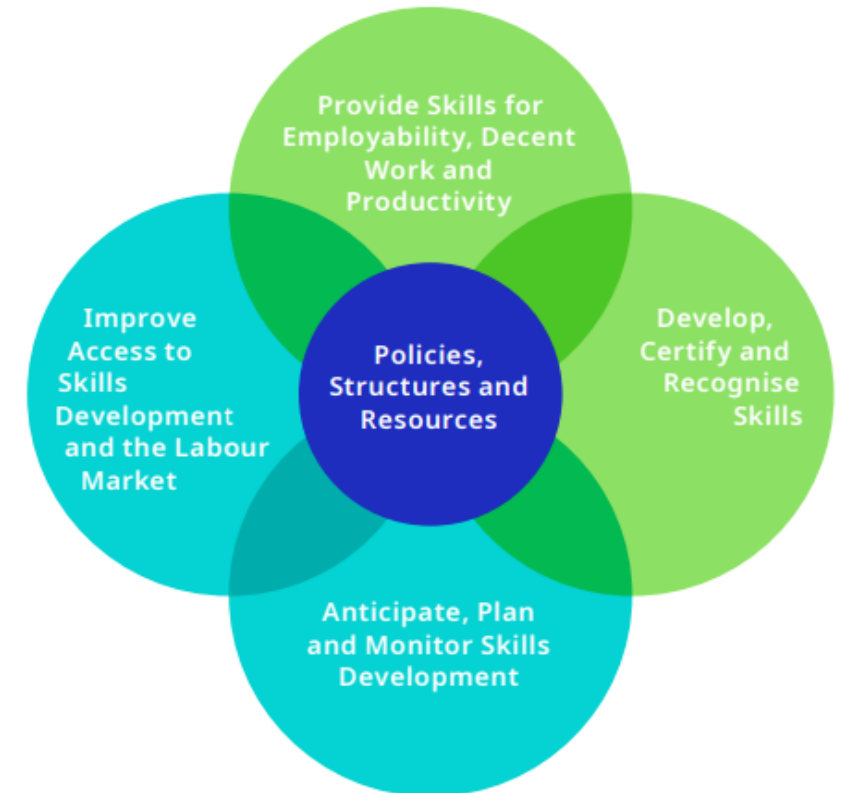 Provide Skills for
Employability, Decent
Work and
Productivity
Improve
Access to
Skills
Development
and the Labour
Market
Policies,
Structures and
Resources
Develop,
Certify and
Recognise
Skills
Anticipate, Plan
and Monitor Skills
Development